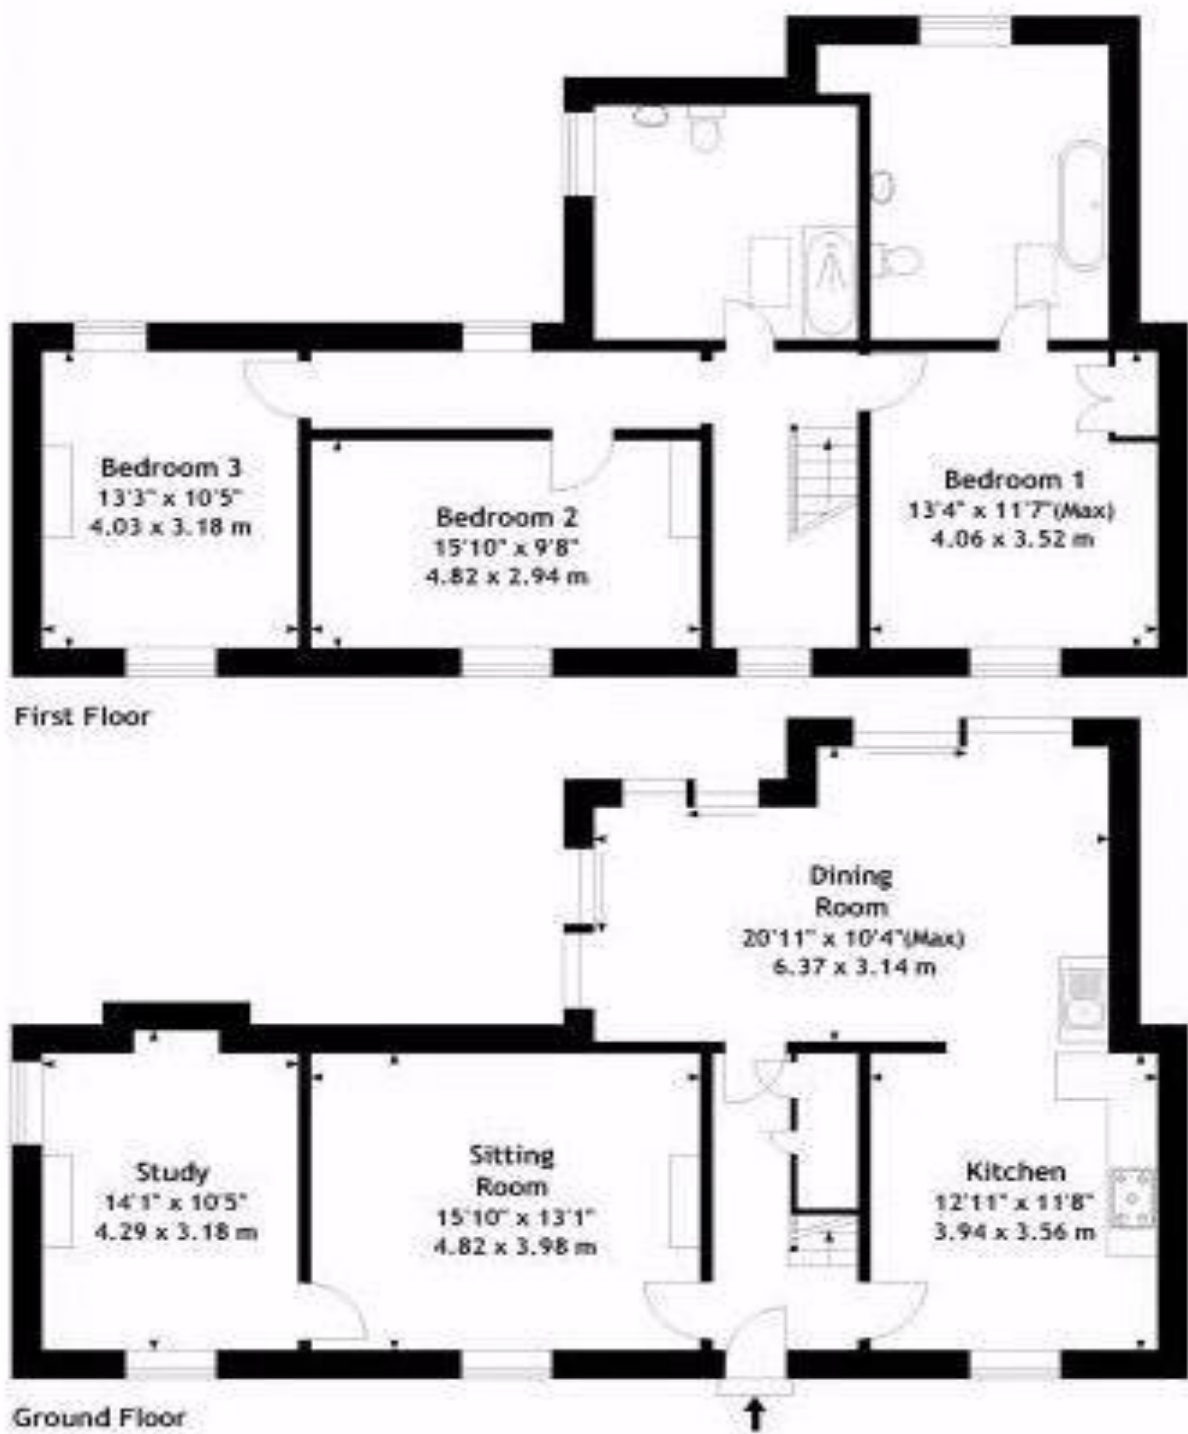 Bedroom 3
13'3" x 10'5"
4.03 x 3.18 m
Bedroom 2
15'10" x 9'8"
4.82 x 2.94 m
Bedroom 1
13'4" x 11'7"(Max)
4.06 x 3.52 m
First Floor
Dining
Room
20'11" x 10'4"(Max)
6.37 x 3.14 m
Study
14'1" x 10'5"
4.29 x 3.18 m
Sitting
Room
15'10" x 13'1"
4.82 x 3.98 m
Kitchen
12'11" x 11'8"
3.94 x 3.56 m
Ground Floor